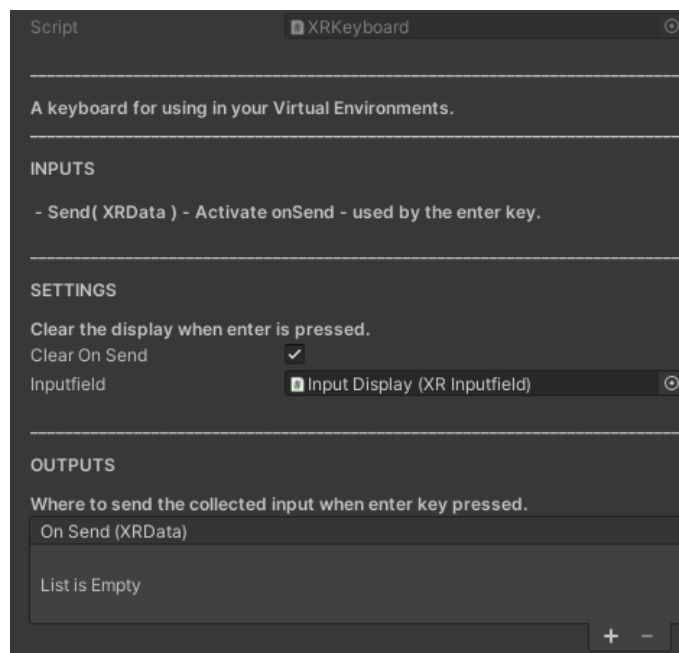 Script XRKeyboard
A keyboard for using in your Virtual Environments.
INPUTS
- Send( XRData ) - Activate onSend - used by the enter key.
SETTINGS
Clear the display when enter is pressed.
Clear On Send
Inputfield Input Display (XR Inputfield)
OUTPUTS
Where to send the collected input when enter key pressed.
On Send (XRData)
List is Empty
+ −